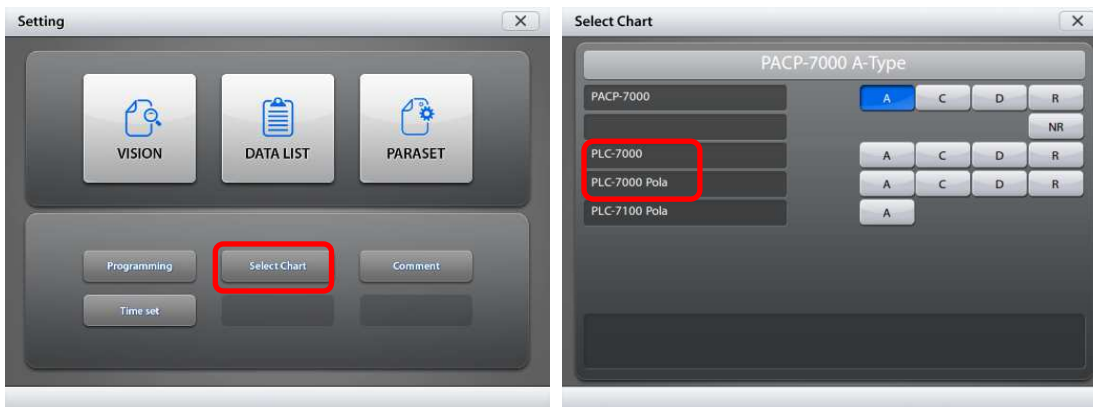 Setting
VISION
DATA LIST
PARASET
Programming
Select Chart
Comment
Time set
Select Chart
PACP-7000 A-Type
PACP-7000 A C D R
NR
PLC-7000 A C D R
PLC-7000 Pola A C D R
PLC-7100 Pola A